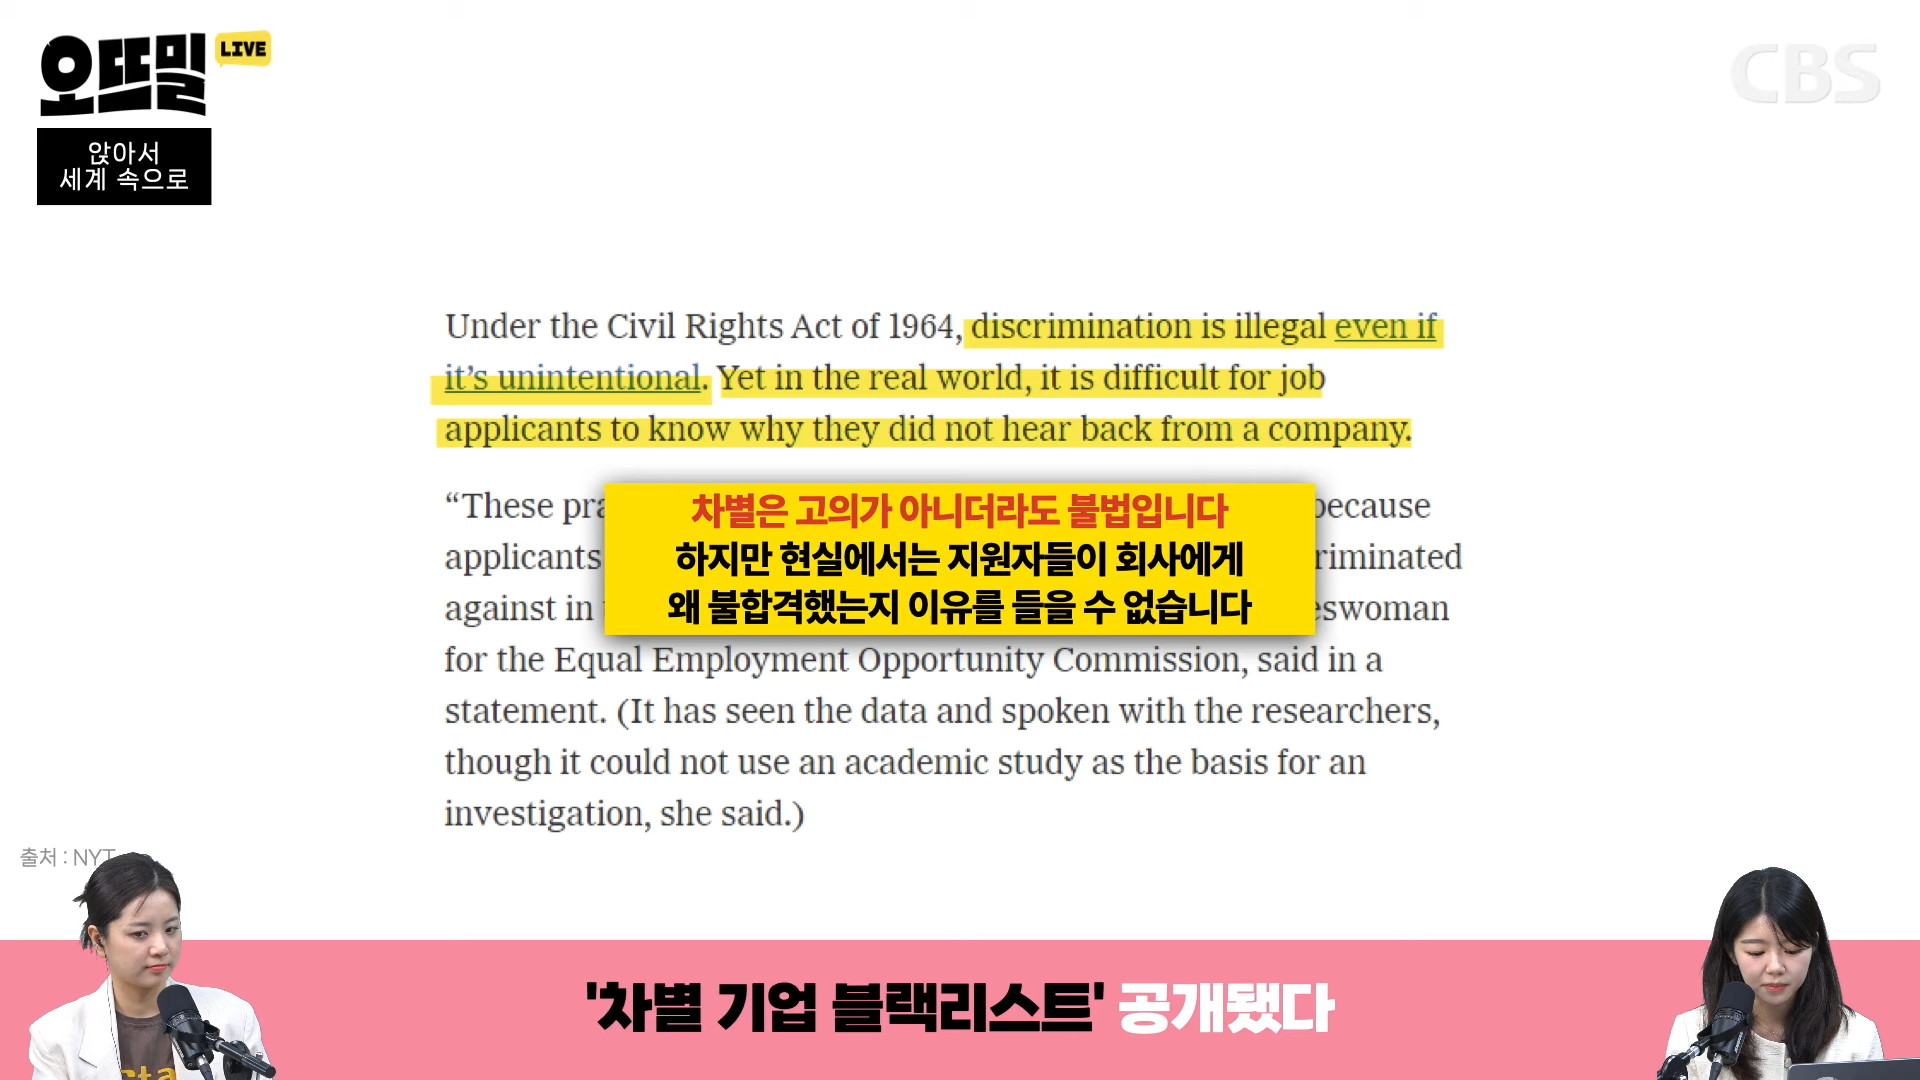 오뜨밀 LIVE
CBS
앉아서
세계 속으로
Under the Civil Rights Act of 1964, discrimination is illegal even if
it's unintentional. Yet in the real world, it is difficult for job
applicants to know why they did not hear back from a company.
“These because
applicants
against in
차별은 고의가 아니더라도 불법입니다
하지만 현실에서는 지원자들이 회사에게
왜 불합격했는지 이유를 들을 수 없습니다
for the Equal Employment Opportunity Commission, said in a
statement. (It has seen the data and spoken with the researchers,
though it could not use an academic study as the basis for an
investigation, she said.)
출처 : NYT
'차별 기업 블랙리스트' 공개됐다